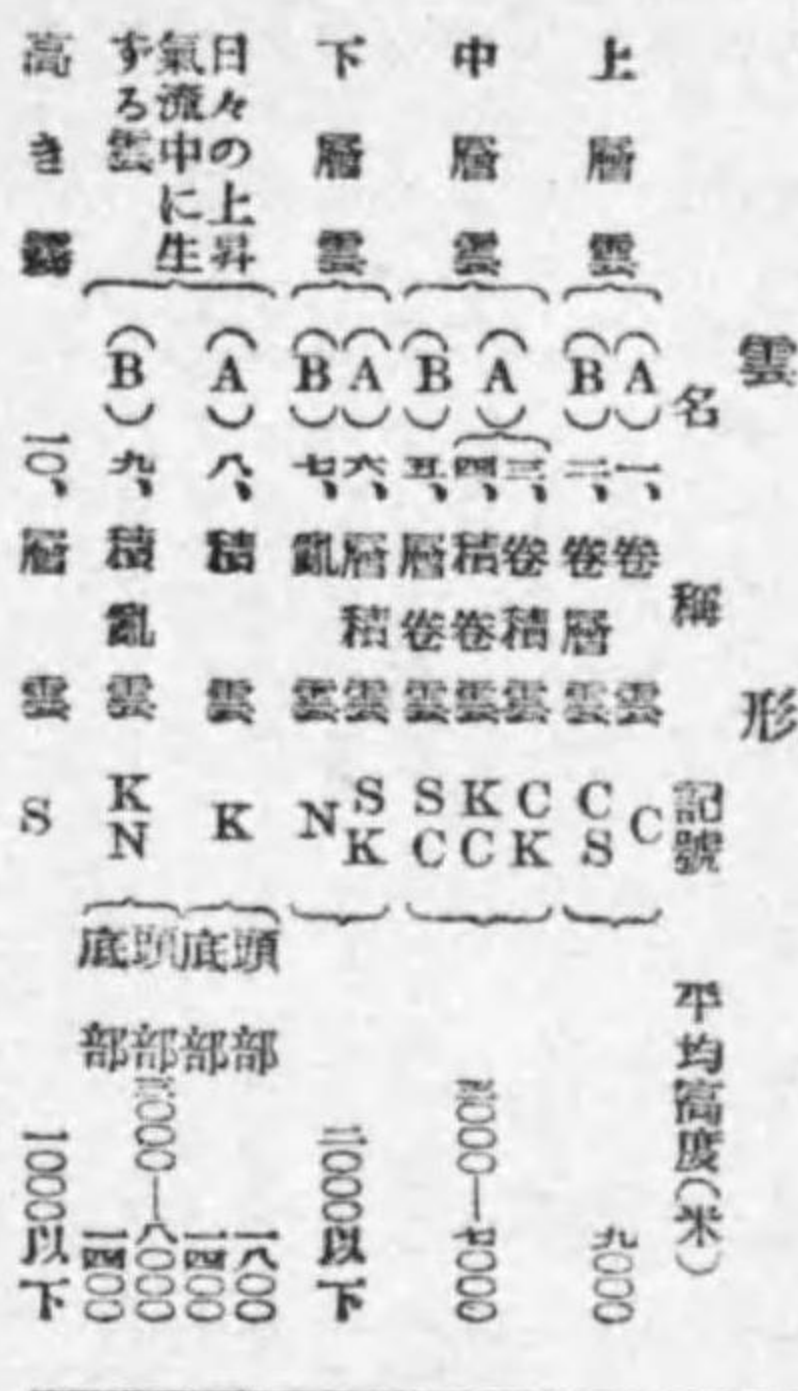 雲形
名稱 記號 平均高度(米)
上層雲
(A) 一、卷雲 C
(B) 二、卷層雲 CS
九〇〇〇
中層雲
(A) 三、卷積雲 CK
四、積卷雲 KC
(B) 五、層卷雲 SC
三〇〇〇—七〇〇〇
下層雲
(A) 六、層積雲 SK
(B) 七、亂雲 N
二〇〇〇以下
日々の上昇
氣流中に生
ずる雲
(A) 八、積雲 K
頭部 一八〇〇
底部 一四〇〇
(B) 九、積亂雲 KN
頭部 三〇〇〇—八〇〇〇
底部 一四〇〇
高き霧
一〇、層雲 S
一〇〇〇以下